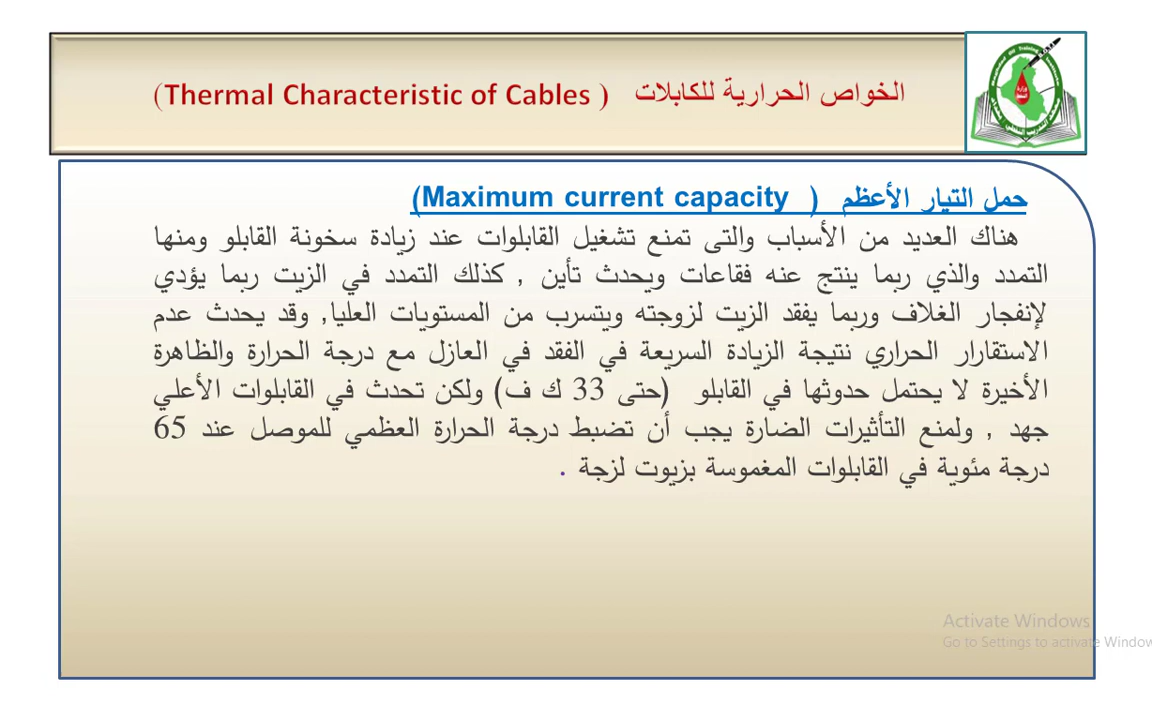 الخواص الحرارية للكابلات ( Thermal Characteristic of Cables)
حمل التيار الأعظم ( Maximum current capacity)
هناك العديد من الأسباب والتى تمنع تشغيل القابلوات عند زيادة سخونة القابلو ومنها
التمدد والذي ربما ينتج عنه فقاعات ويحدث تأين , كذلك التمدد في الزيت ربما يؤدي
لإنفجار الغلاف وربما يفقد الزيت لزوجته ويتسرب من المستويات العليا, وقد يحدث عدم
الاستقرار الحراري نتيجة الزيادة السريعة في الفقد في العازل مع درجة الحرارة والظاهرة
الأخيرة لا يحتمل حدوثها في القابلو (حتى 33 ك ف) ولكن تحدث في القابلوات الأعلي
جهد , ولمنع التأثيرات الضارة يجب أن تضبط درجة الحرارة العظمي للموصل عند 65
درجة مئوية في القابلوات المغموسة بزيوت لزجة .
Activate Windows
Go to Settings to activate Window